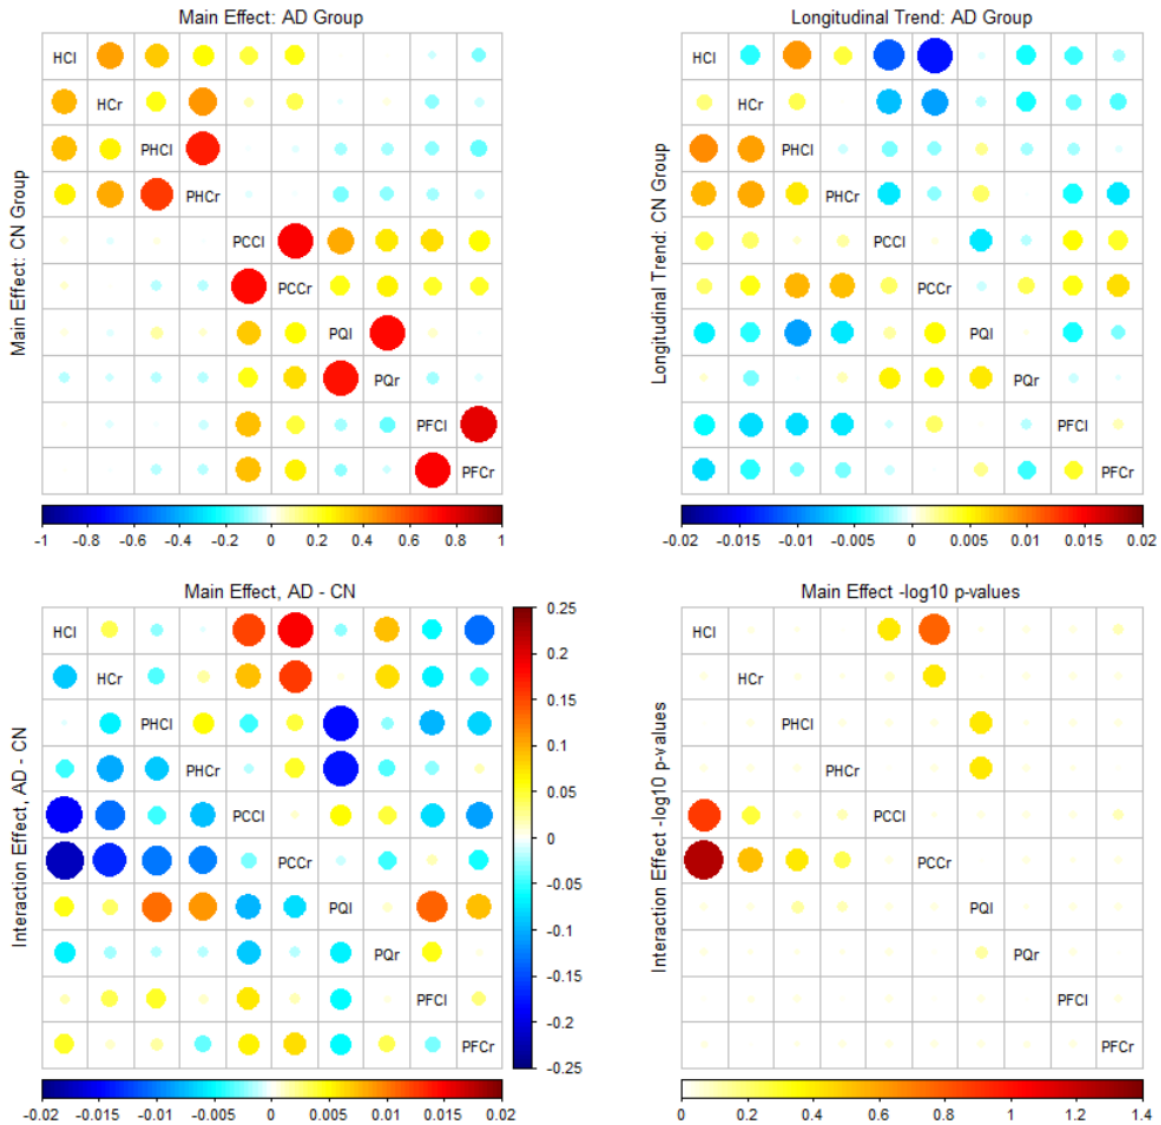 Main Effect: AD Group
Main Effect: CN Group
HCl
HCr
PHCl
PHCr
PCCl
PCCr
PQl
PQr
PFCl
PFCr
-1 -0.8 -0.6 -0.4 -0.2 0 0.2 0.4 0.6 0.8 1
Longitudinal Trend: AD Group
Longitudinal Trend: CN Group
HCl
HCr
PHCl
PHCr
PCCl
PCCr
PQl
PQr
PFCl
PFCr
-0.02 -0.015 -0.01 -0.005 0 0.005 0.01 0.015 0.02
Main Effect, AD - CN
Interaction Effect, AD - CN
HCl
HCr
PHCl
PHCr
PCCl
PCCr
PQl
PQr
PFCl
PFCr
0.25
0.2
0.15
0.1
0.05
0
-0.05
-0.1
-0.15
-0.2
-0.25
-0.02 -0.015 -0.01 -0.005 0 0.005 0.01 0.015 0.02
Main Effect -log10 p-values
Interaction Effect -log10 p-values
HCl
HCr
PHCl
PHCr
PCCl
PCCr
PQl
PQr
PFCl
PFCr
0 0.2 0.4 0.6 0.8 1 1.2 1.4